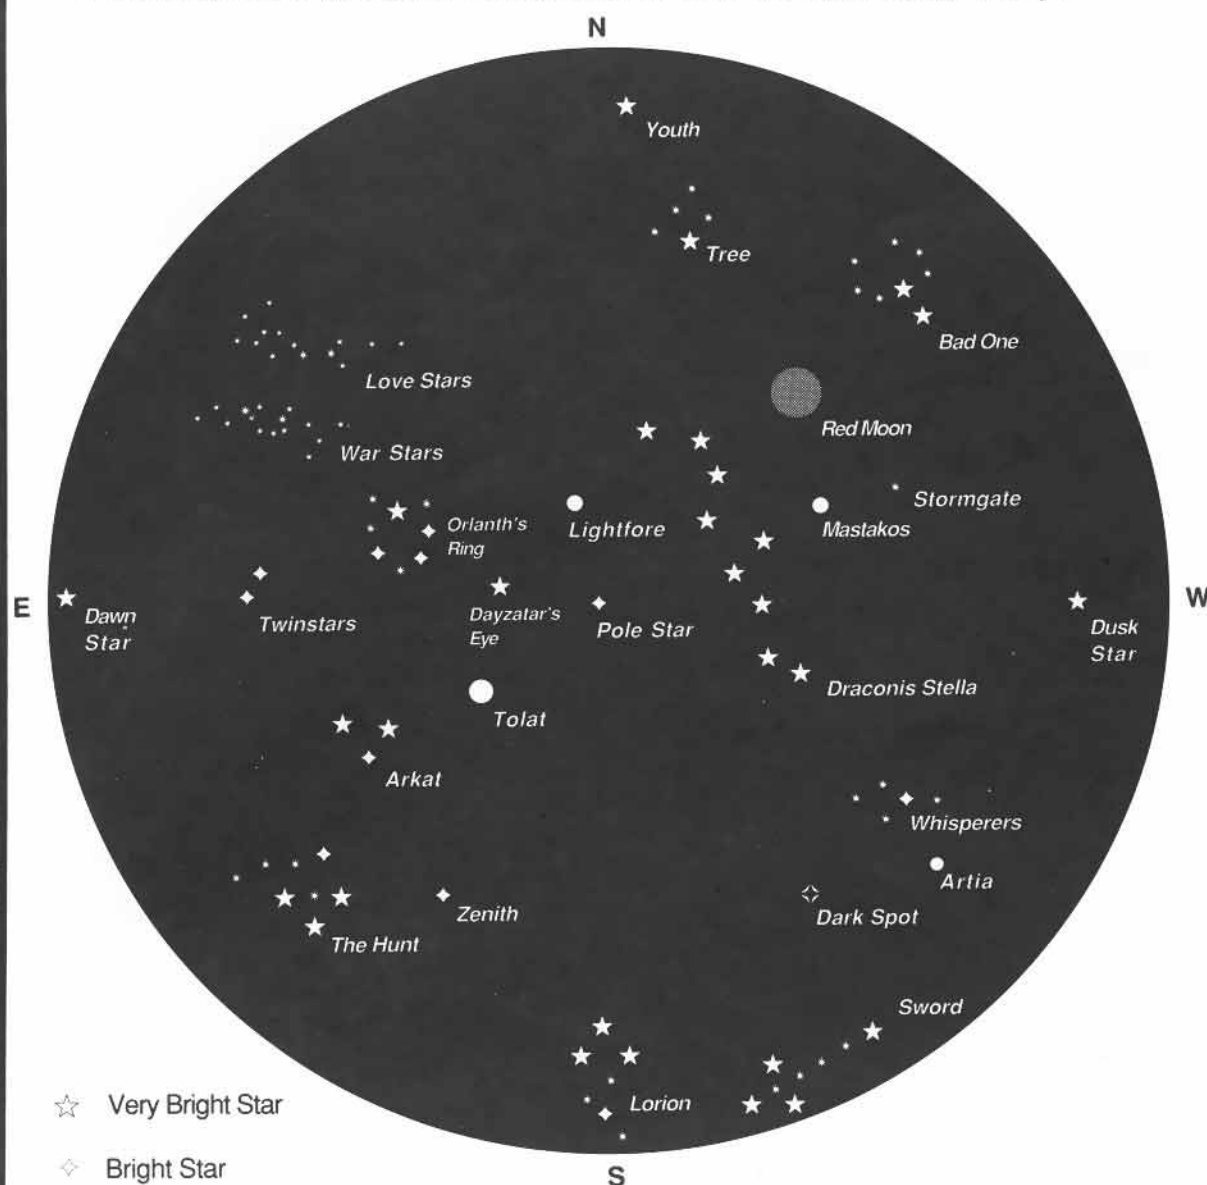 N
Youth
Tree
Bad One
Love Stars
Red Moon
War Stars
Stormgate
Orlanth's
Ring
Lightfore
Mastakos
E
W
Dawn
Star
Twinstars
Dayzatar's
Eye
Pole Star
Dusk
Star
Draconis Stella
Tolat
Arkat
Whisperers
Artia
Dark Spot
Zenith
The Hunt
Sword
Lorion
Very Bright Star
Bright Star
S